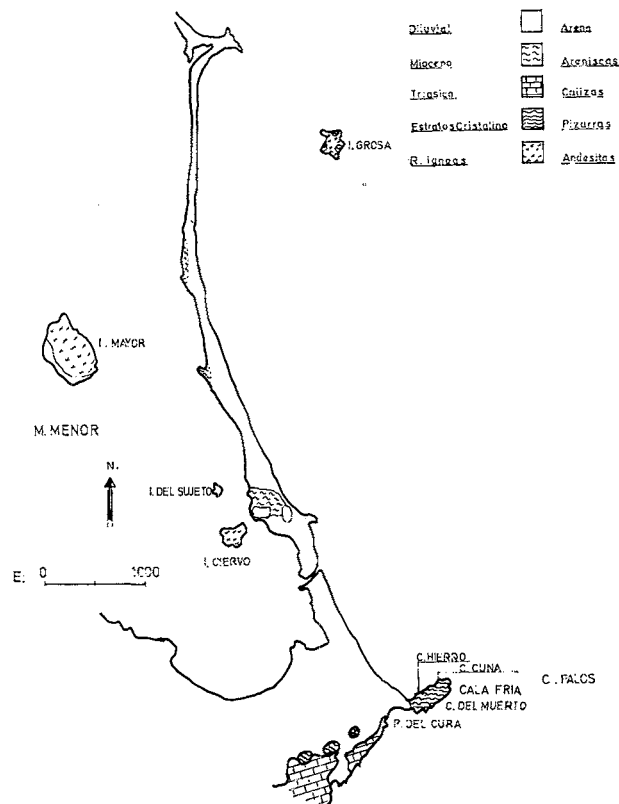 Diluvial Arena
Mioceno Areniscas
Triasico Calizas
Estratos Cristalino Pizarras
R. igneas Andesitas
I. GROSA
I. MAYOR
M. MENOR
N.
I. DEL SUJETO
I. CIERVO
E: 0 1000
C. HIERRO
C. CUNA
C. PALOS
CALA FRIA
C. DEL MUERTO
P. DEL CURA